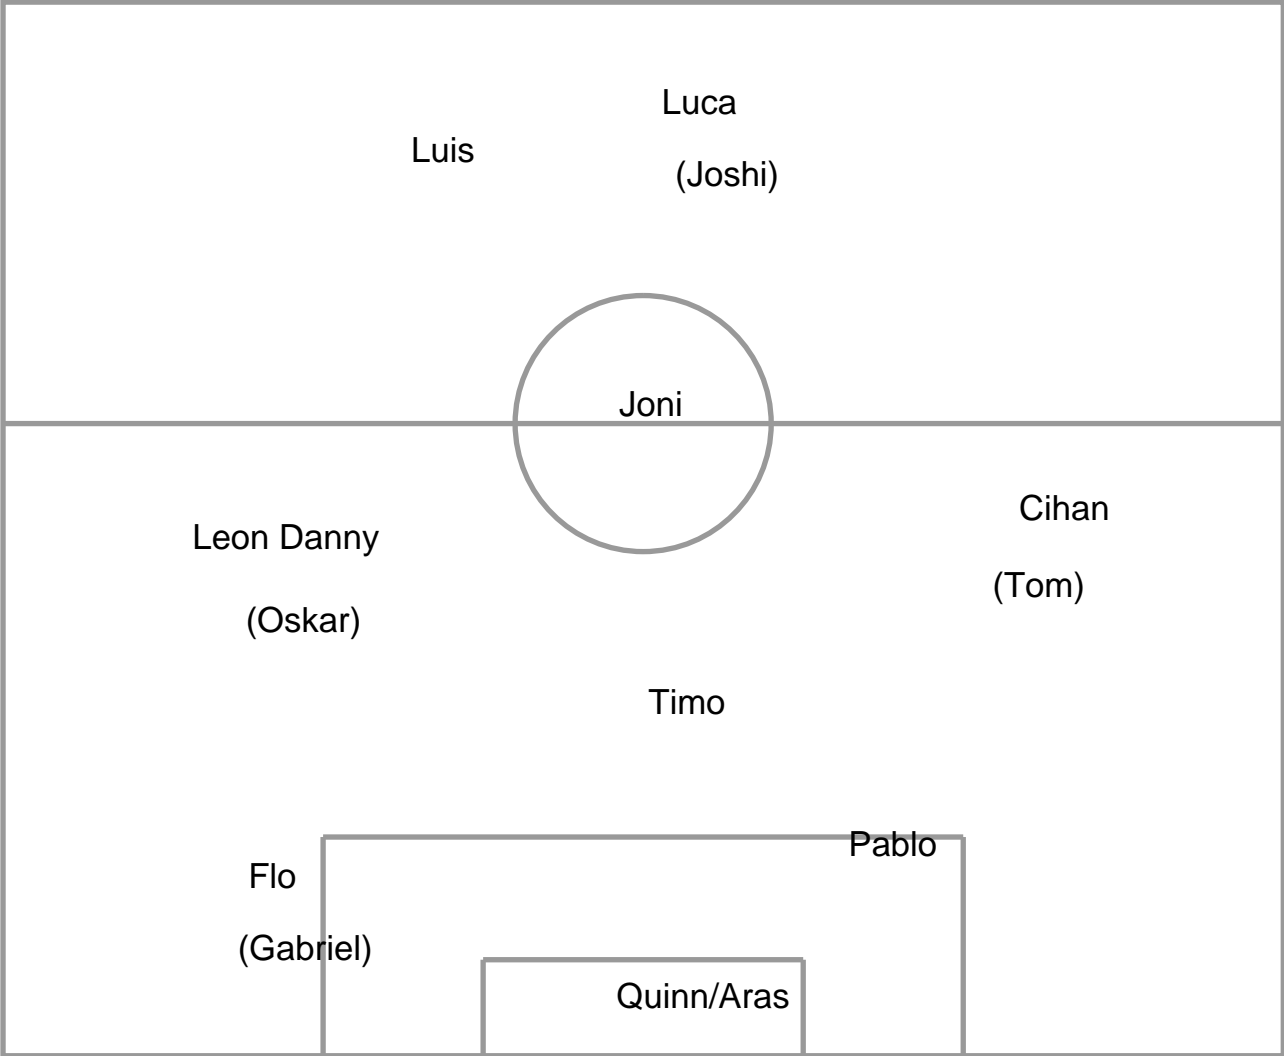 Luca
Luis
(Joshi)
Joni
Cihan
Leon Danny
(Tom)
(Oskar)
Timo
Pablo
Flo
(Gabriel)
Quinn/Aras